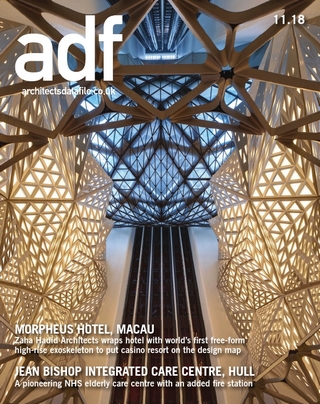 adf
11.18
architectsdatafile.co.uk
MORPHEUS HOTEL, MACAU
Zaha Hadid Architects wraps hotel with world's first free-form
high-rise exoskeleton to put casino resort on the design map
JEAN BISHOP INTEGRATED CARE CENTRE, HULL
A pioneering NHS elderly care centre with an added fire station